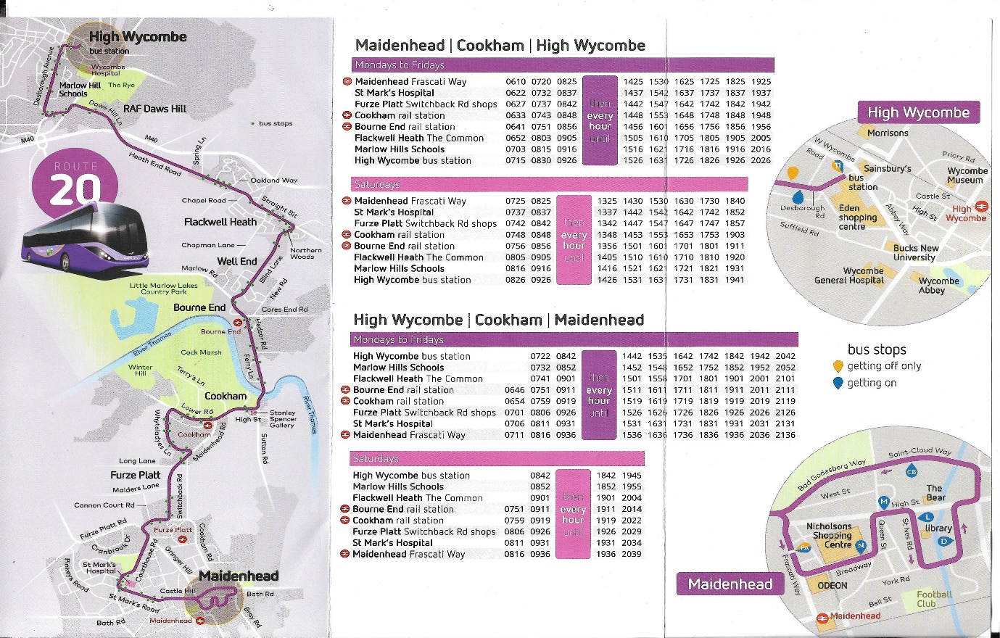 High Wycombe
bus station
Wycombe
Hospital
Desborough Avenue
Marlow Hill
Schools
The Rye
Daws Hill Ln
RAF Daws Hill
M40
M40
bus stops
Heath End Road
Spring Ln
ROUTE
20
Oakland Way
Chapel Road
Straight Bit
Flackwell Heath
Chapman Lane
Northern
Woods
Well End
Marlow Rd
Blind Lane
New Rd
Little Marlow Lakes
Country Park
Bourne End
Cores End Rd
Bourne End
Hedsor Rd
River Thames
Cock Marsh
Ferry Ln
Winter
Hill
Terry's Ln
Cookham
River Thames
Lower Rd
High St
Stanley
Spencer
Gallery
Whyteladyes Ln
Cookham
Maidenhead Rd
Sutton Rd
Long Lane
Furze Platt
Malders Lane
Switchback Rd
Cannon Court Rd
Furze Platt Rd
Furze Platt
Cranbrook Dr
Cookham Rd
Courthouse Rd
Gringer Hill
St Mark's
Hospital
Pinkeys Road
Maidenhead
Castle Hill
Bath Rd
St Mark's Road
Bath Rd
Maidenhead
Bray Rd
Maidenhead | Cookham | High Wycombe
Mondays to Fridays
Maidenhead Frascati Way 0610 0720 0825 1425 1530 1625 1725 1825 1925
St Mark's Hospital 0622 0732 0837 1437 1542 1637 1737 1837 1937
Furze Platt Switchback Rd shops 0627 0737 0842 then 1442 1547 1642 1742 1842 1942
Cookham rail station 0633 0743 0848 every 1448 1553 1648 1748 1848 1948
Bourne End rail station 0641 0751 0856 hour 1456 1601 1656 1756 1856 1956
Flackwell Heath The Common 0652 0803 0905 until 1505 1610 1705 1805 1905 2005
Marlow Hills Schools 0703 0815 0916 1516 1621 1716 1816 1916 2016
High Wycombe bus station 0715 0830 0926 1526 1631 1726 1826 1926 2026
Saturdays
Maidenhead Frascati Way 0725 0825 1325 1430 1530 1630 1730 1840
St Mark's Hospital 0737 0837 1337 1442 1542 1642 1742 1852
Furze Platt Switchback Rd shops 0742 0842 then 1342 1447 1547 1647 1747 1857
Cookham rail station 0748 0848 every 1348 1453 1553 1653 1753 1903
Bourne End rail station 0756 0856 hour 1356 1501 1601 1701 1801 1911
Flackwell Heath The Common 0805 0905 until 1405 1510 1610 1710 1810 1920
Marlow Hills Schools 0816 0916 1416 1521 1621 1721 1821 1931
High Wycombe bus station 0826 0926 1426 1531 1631 1731 1831 1941
High Wycombe | Cookham | Maidenhead
Mondays to Fridays
High Wycombe bus station 0722 0842 1442 1535 1642 1742 1842 1942 2042
Marlow Hills Schools 0732 0852 1452 1548 1652 1752 1852 1952 2052
Flackwell Heath The Common 0741 0901 then 1501 1558 1701 1801 1901 2001 2101
Bourne End rail station 0646 0751 0911 every 1511 1611 1711 1811 1911 2011 2111
Cookham rail station 0654 0759 0919 hour 1519 1619 1719 1819 1919 2019 2119
Furze Platt Switchback Rd shops 0701 0806 0926 until 1526 1626 1726 1826 1926 2026 2126
St Mark's Hospital 0706 0811 0931 1531 1631 1731 1831 1931 2031 2131
Maidenhead Frascati Way 0711 0816 0936 1536 1636 1736 1836 1936 2036 2136
Saturdays
High Wycombe bus station 0842 1842 1945
Marlow Hills Schools 0852 1852 1955
Flackwell Heath The Common 0901 then 1901 2004
Bourne End rail station 0751 0911 every 1911 2014
Cookham rail station 0759 0919 hour 1919 2022
Furze Platt Switchback Rd shops 0806 0926 until 1926 2029
St Mark's Hospital 0811 0931 1931 2034
Maidenhead Frascati Way 0816 0936 1936 2039
High Wycombe
Morrisons
W Wycombe
Road
Priory Rd
Sainsbury's
Wycombe
Museum
bus
station
Castle St
Desborough
Rd
Eden
shopping
centre
Abbey Way
High St
High
Wycombe
Suffield Rd
Bucks New
University
Wycombe
General Hospital
Wycombe
Abbey
bus stops
getting off only
getting on
Saint-Cloud Way
Bad Godesberg Way
CB
West St
The
Bear
M
High St
L
library
Nicholsons
Shopping
Centre
Queen St
St Ives Rd
D
FA
N
Frascati Way
Broadway
York Rd
Maidenhead
ODEON
Bell St
Football
Club
Maidenhead